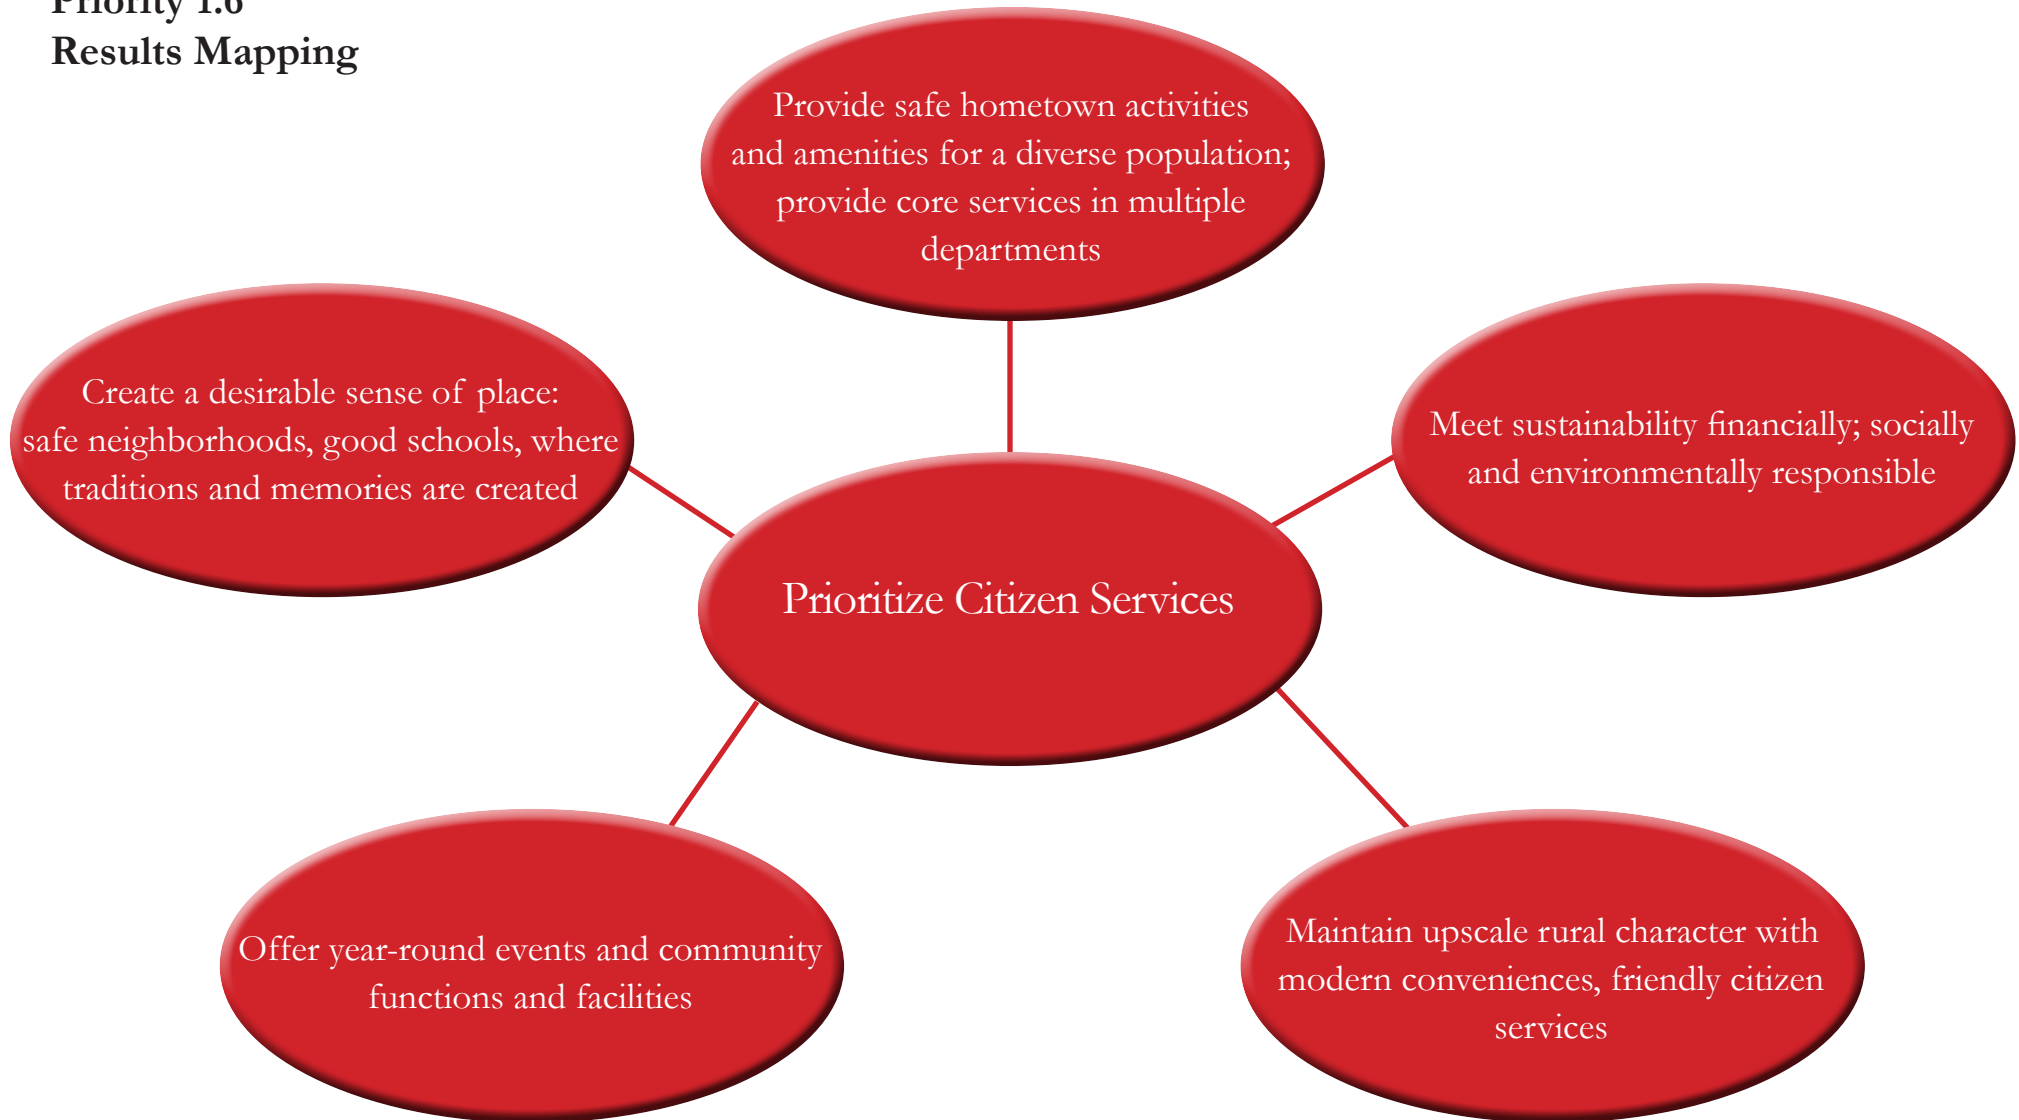 Priority 1.6
Results Mapping
Provide safe hometown activities
and amenities for a diverse population;
provide core services in multiple
departments
Create a desirable sense of place:
safe neighborhoods, good schools, where
traditions and memories are created
Meet sustainability financially; socially
and environmentally responsible
Prioritize Citizen Services
Offer year-round events and community
functions and facilities
Maintain upscale rural character with
modern conveniences, friendly citizen
services